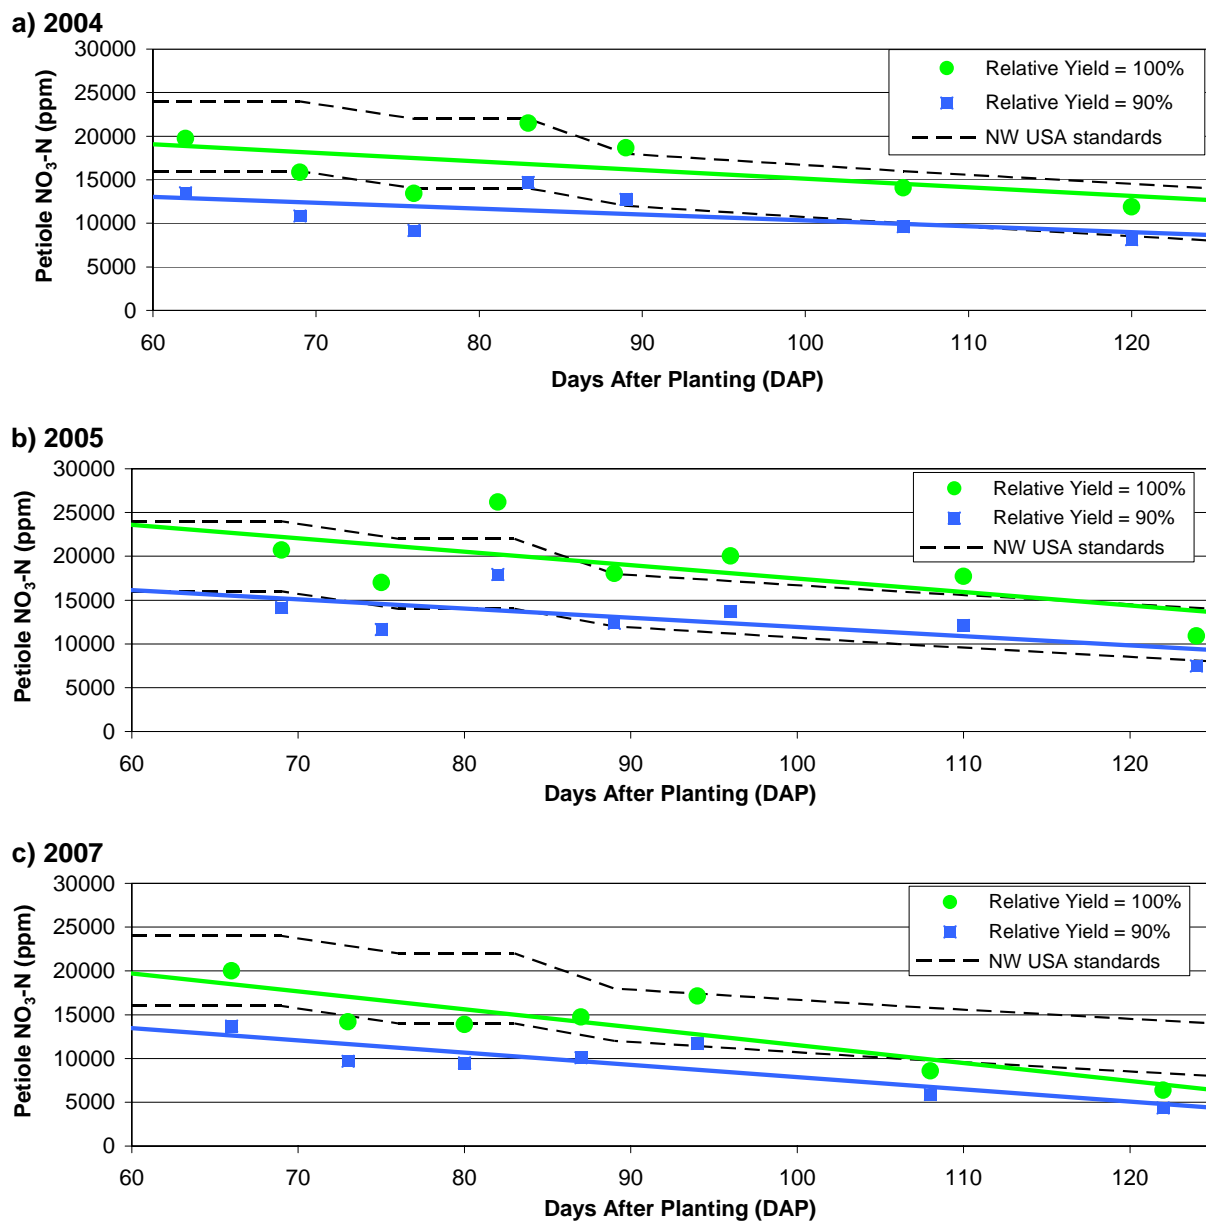 a) 2004
30000
25000
20000
15000
10000
5000
0
Petiole NO3-N (ppm)
Relative Yield = 100%
Relative Yield = 90%
NW USA standards
60 70 80 90 100 110 120
Days After Planting (DAP)
b) 2005
30000
25000
20000
15000
10000
5000
0
Petiole NO3-N (ppm)
Relative Yield = 100%
Relative Yield = 90%
NW USA standards
60 70 80 90 100 110 120
Days After Planting (DAP)
c) 2007
30000
25000
20000
15000
10000
5000
0
Petiole NO3-N (ppm)
Relative Yield = 100%
Relative Yield = 90%
NW USA standards
60 70 80 90 100 110 120
Days After Planting (DAP)